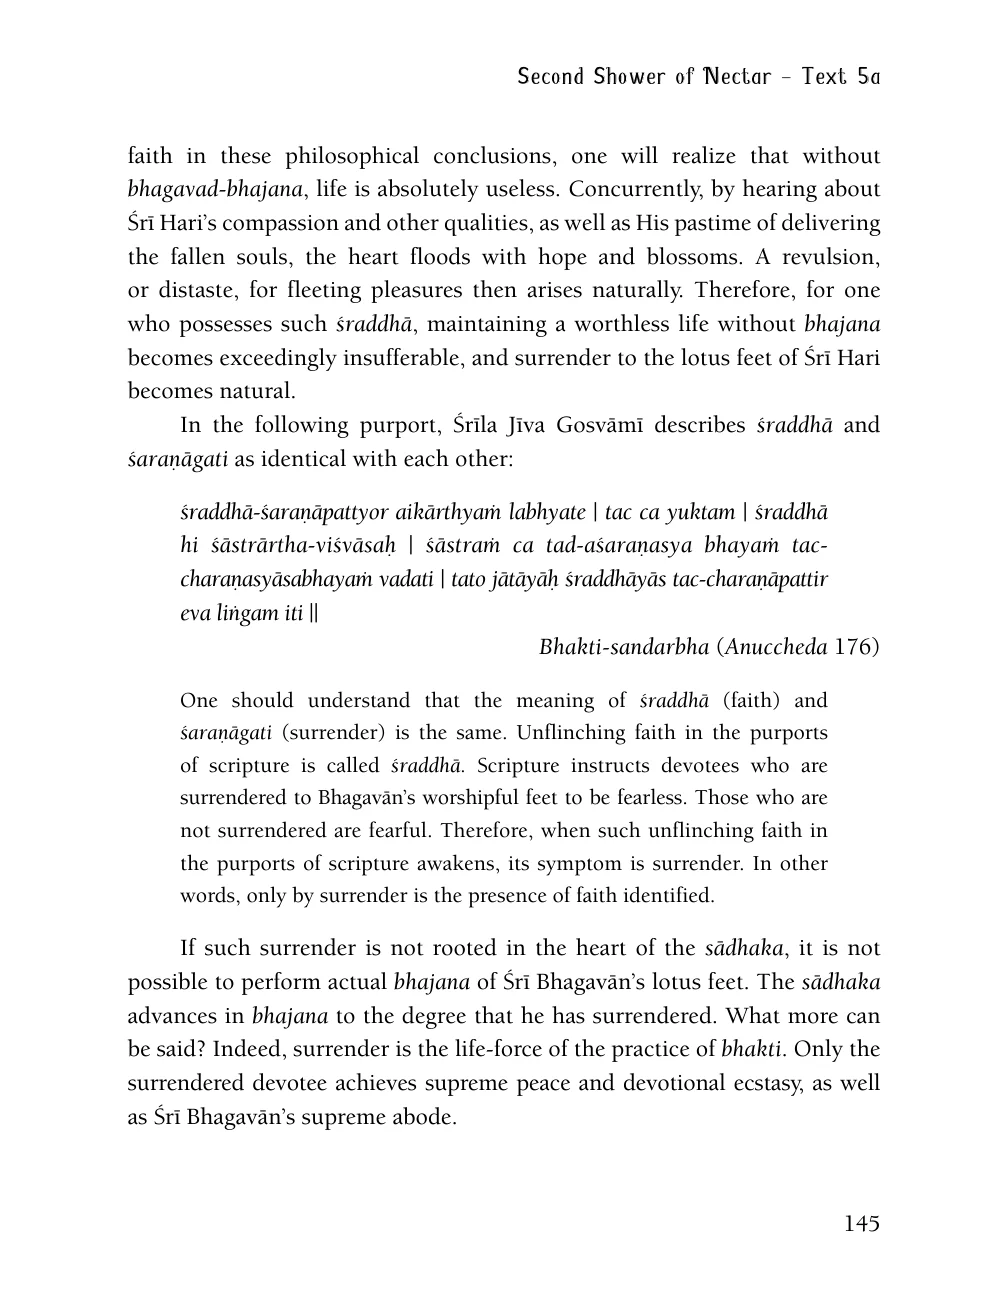 Second Shower of Nectar – Text 5a
faith in these philosophical conclusions, one will realize that without
bhagavad-bhajana, life is absolutely useless. Concurrently, by hearing about
Śrī Hari’s compassion and other qualities, as well as His pastime of delivering
the fallen souls, the heart floods with hope and blossoms. A revulsion,
or distaste, for fleeting pleasures then arises naturally. Therefore, for one
who possesses such śraddhā, maintaining a worthless life without bhajana
becomes exceedingly insufferable, and surrender to the lotus feet of Śrī Hari
becomes natural.
In the following purport, Śrīla Jīva Gosvāmī describes śraddhā and
śaraṇāgati as identical with each other:
śraddhā-śaraṇāpattyor aikārthyaṁ labhyate | tac ca yuktam | śraddhā
hi śāstrārtha-viśvāsaḥ | śāstraṁ ca tad-aśaraṇasya bhayaṁ tac-
charaṇasyāsabhayaṁ vadati | tato jātāyāḥ śraddhāyās tac-charaṇāpattir
eva liṅgam iti ||
Bhakti-sandarbha (Anuccheda 176)
One should understand that the meaning of śraddhā (faith) and
śaraṇāgati (surrender) is the same. Unflinching faith in the purports
of scripture is called śraddhā. Scripture instructs devotees who are
surrendered to Bhagavān’s worshipful feet to be fearless. Those who are
not surrendered are fearful. Therefore, when such unflinching faith in
the purports of scripture awakens, its symptom is surrender. In other
words, only by surrender is the presence of faith identified.
If such surrender is not rooted in the heart of the sādhaka, it is not
possible to perform actual bhajana of Śrī Bhagavān’s lotus feet. The sādhaka
advances in bhajana to the degree that he has surrendered. What more can
be said? Indeed, surrender is the life-force of the practice of bhakti. Only the
surrendered devotee achieves supreme peace and devotional ecstasy, as well
as Śrī Bhagavān’s supreme abode.
145